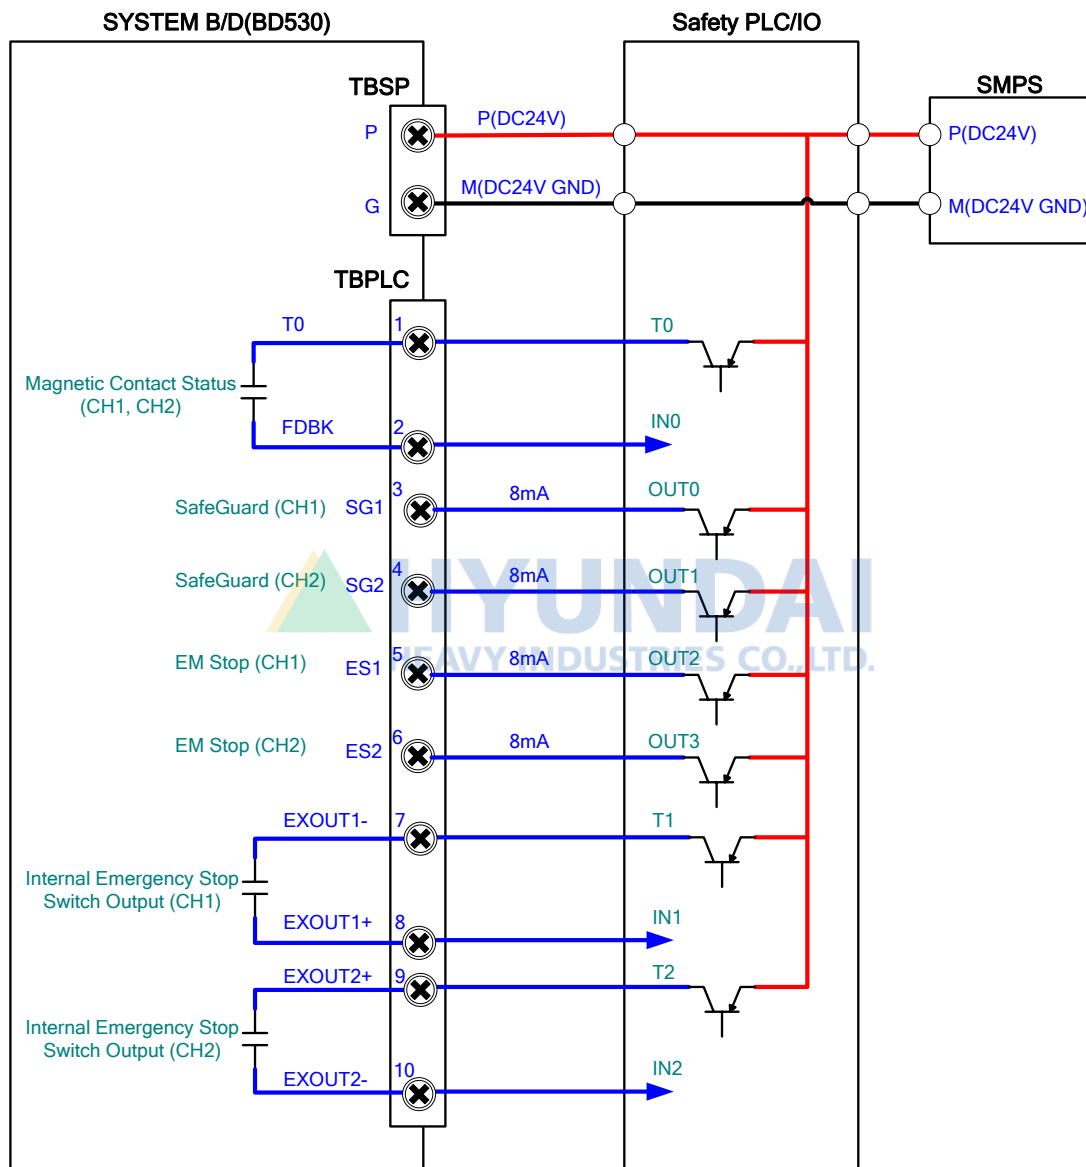 SYSTEM B/D(BD530)
Safety PLC/IO
TBSP
SMPS
P
P(DC24V)
P(DC24V)
G
M(DC24V GND)
M(DC24V GND)
TBPLC
T0
1
T0
Magnetic Contact Status
(CH1, CH2)
FDBK
2
IN0
SafeGuard (CH1)
SG1
3
8mA
OUT0
SafeGuard (CH2)
SG2
4
8mA
OUT1
HYUNDAI
HEAVY INDUSTRIES CO.,LTD.
EM Stop (CH1)
ES1
5
8mA
OUT2
EM Stop (CH2)
ES2
6
8mA
OUT3
EXOUT1-
7
T1
Internal Emergency Stop
Switch Output (CH1)
EXOUT1+
8
IN1
EXOUT2+
9
T2
Internal Emergency Stop
Switch Output (CH2)
EXOUT2-
10
IN2